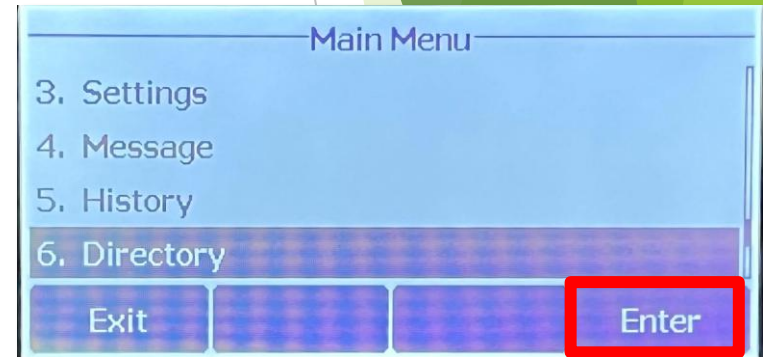 Main Menu
3. Settings
4. Message
5. History
6. Directory
Exit
Enter